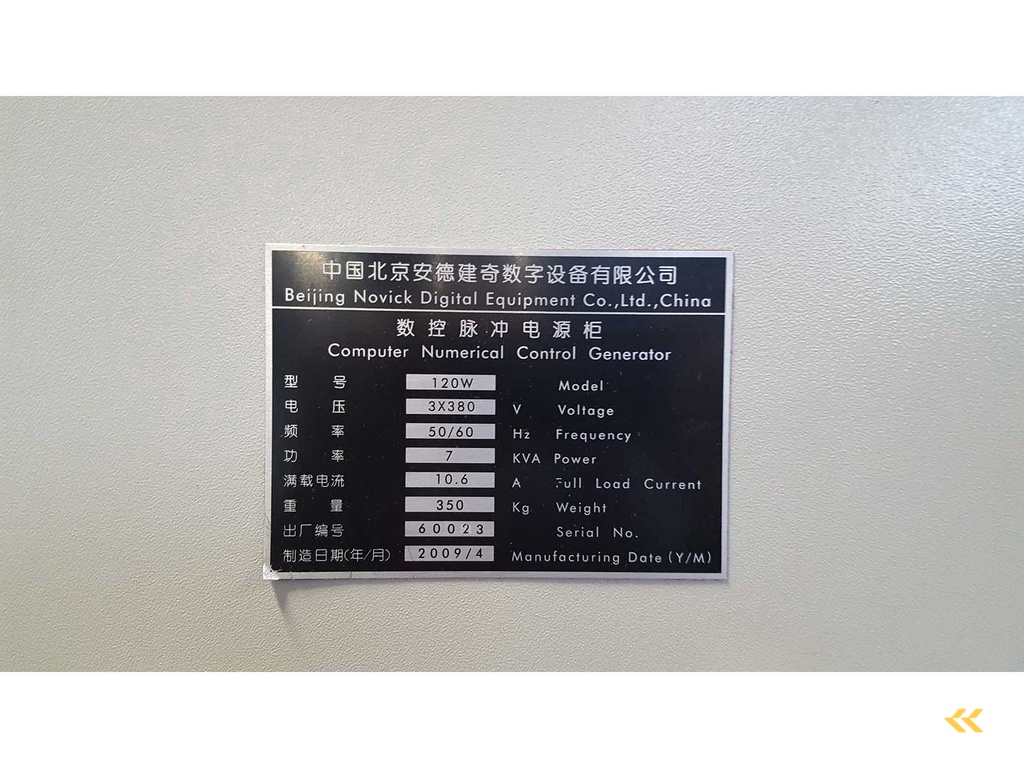 中国北京安德建奇数字设备有限公司
Beijing Novick Digital Equipment Co.,Ltd.,China
数控脉冲电源柜
Computer Numerical Control Generator
型号 120W Model
电压 3X380 V Voltage
频率 50/60 Hz Frequency
功率 7 KVA Power
满载电流 10.6 A Full Load Current
重量 350 Kg Weight
出厂编号 60023 Serial No.
制造日期(年/月) 2009/4 Manufacturing Date (Y/M)